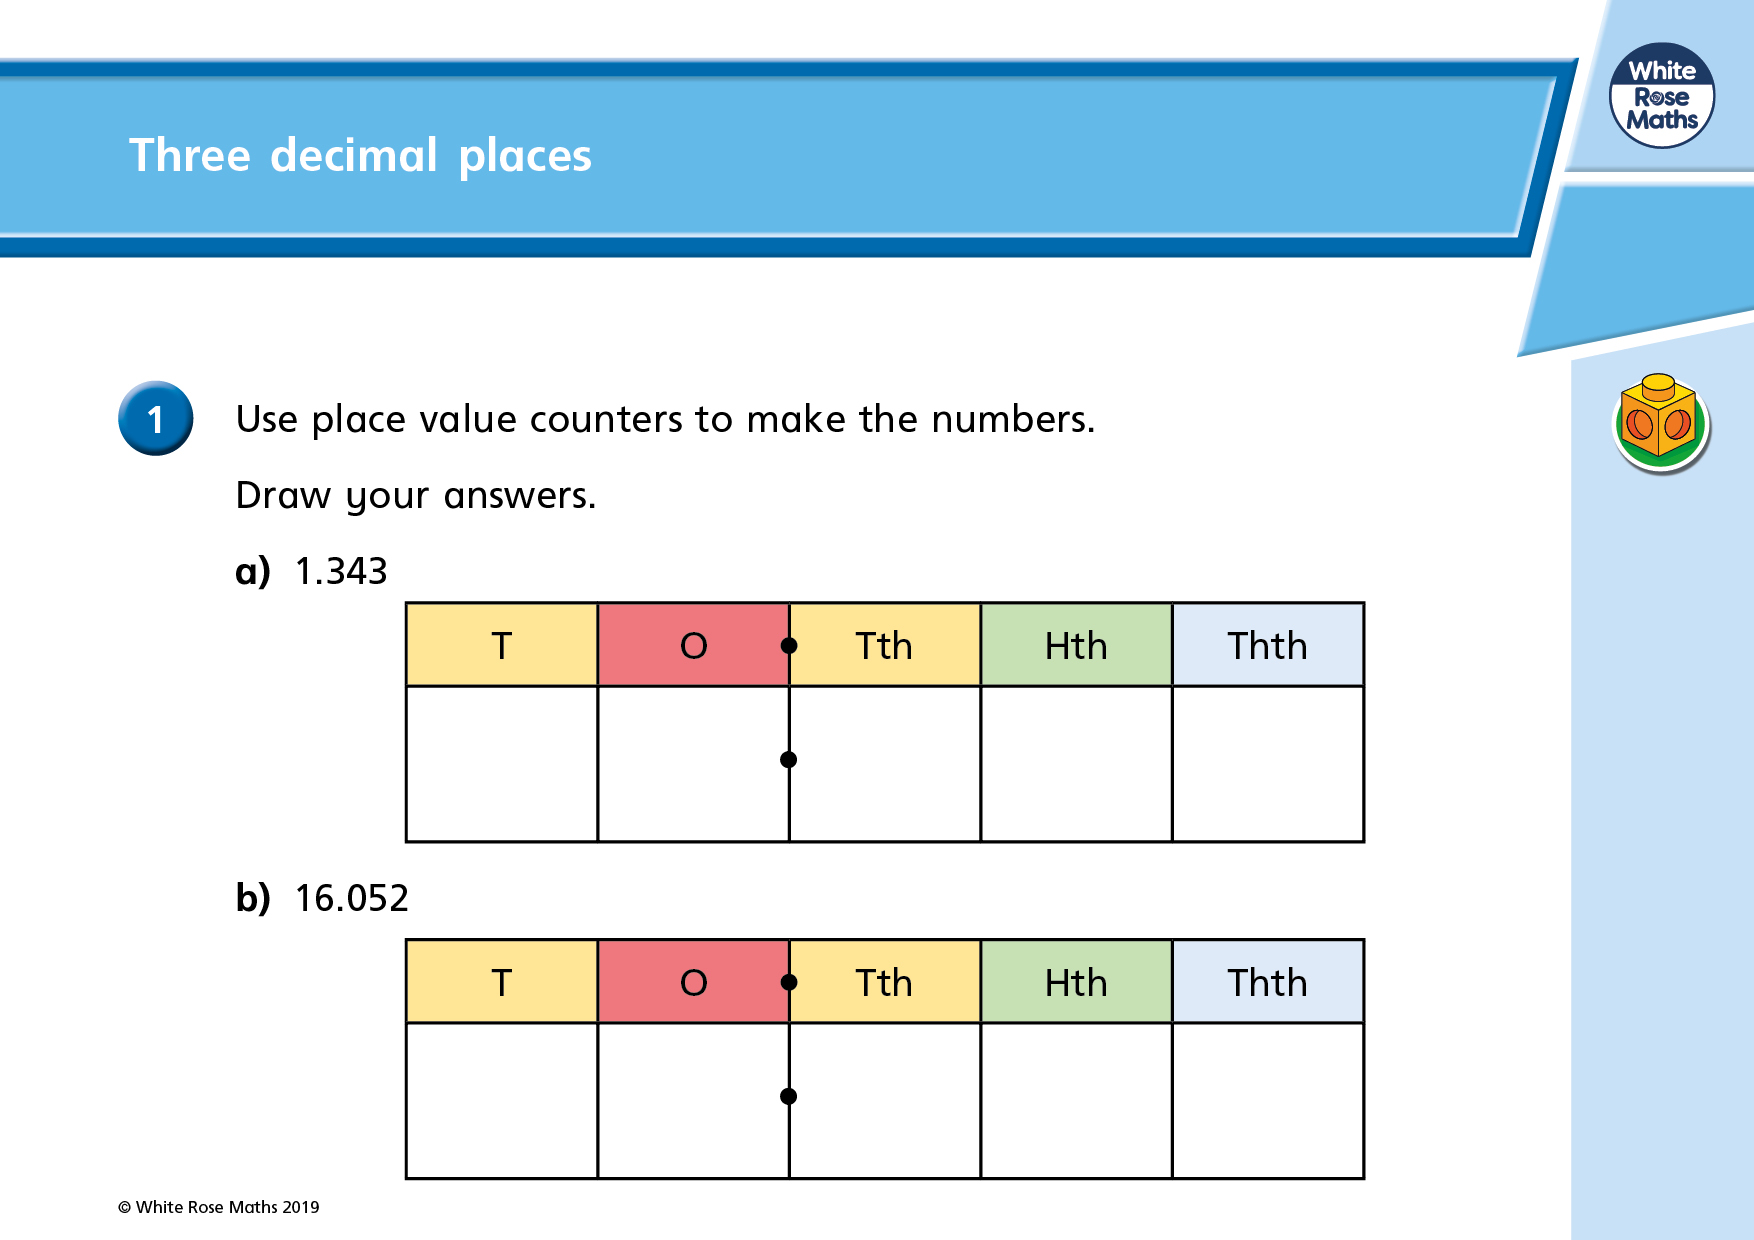 White
Rose
Maths
Three decimal places
1 Use place value counters to make the numbers.
Draw your answers.
a) 1.343
T O Tth Hth Thth
b) 16.052
T O Tth Hth Thth
© White Rose Maths 2019